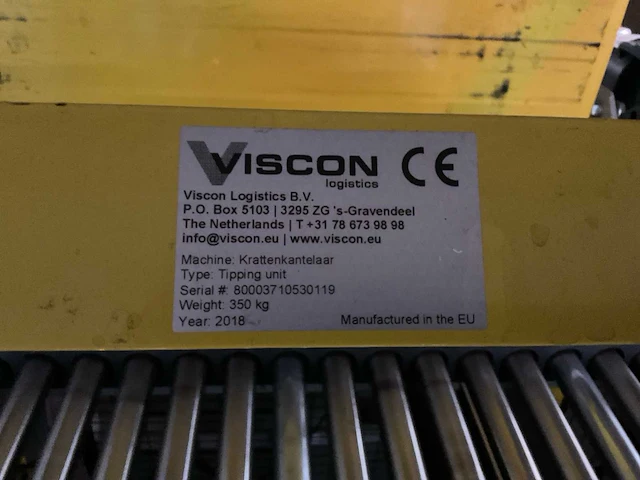 VISCON CE
logistics
Viscon Logistics B.V.
P.O. Box 5103 | 3295 ZG 's-Gravendeel
The Netherlands | T +31 78 673 98 98
info@viscon.eu | www.viscon.eu
Machine: Krattenkantelaar
Type: Tipping unit
Serial #: 80003710530119
Weight: 350 kg
Year: 2018 Manufactured in the EU